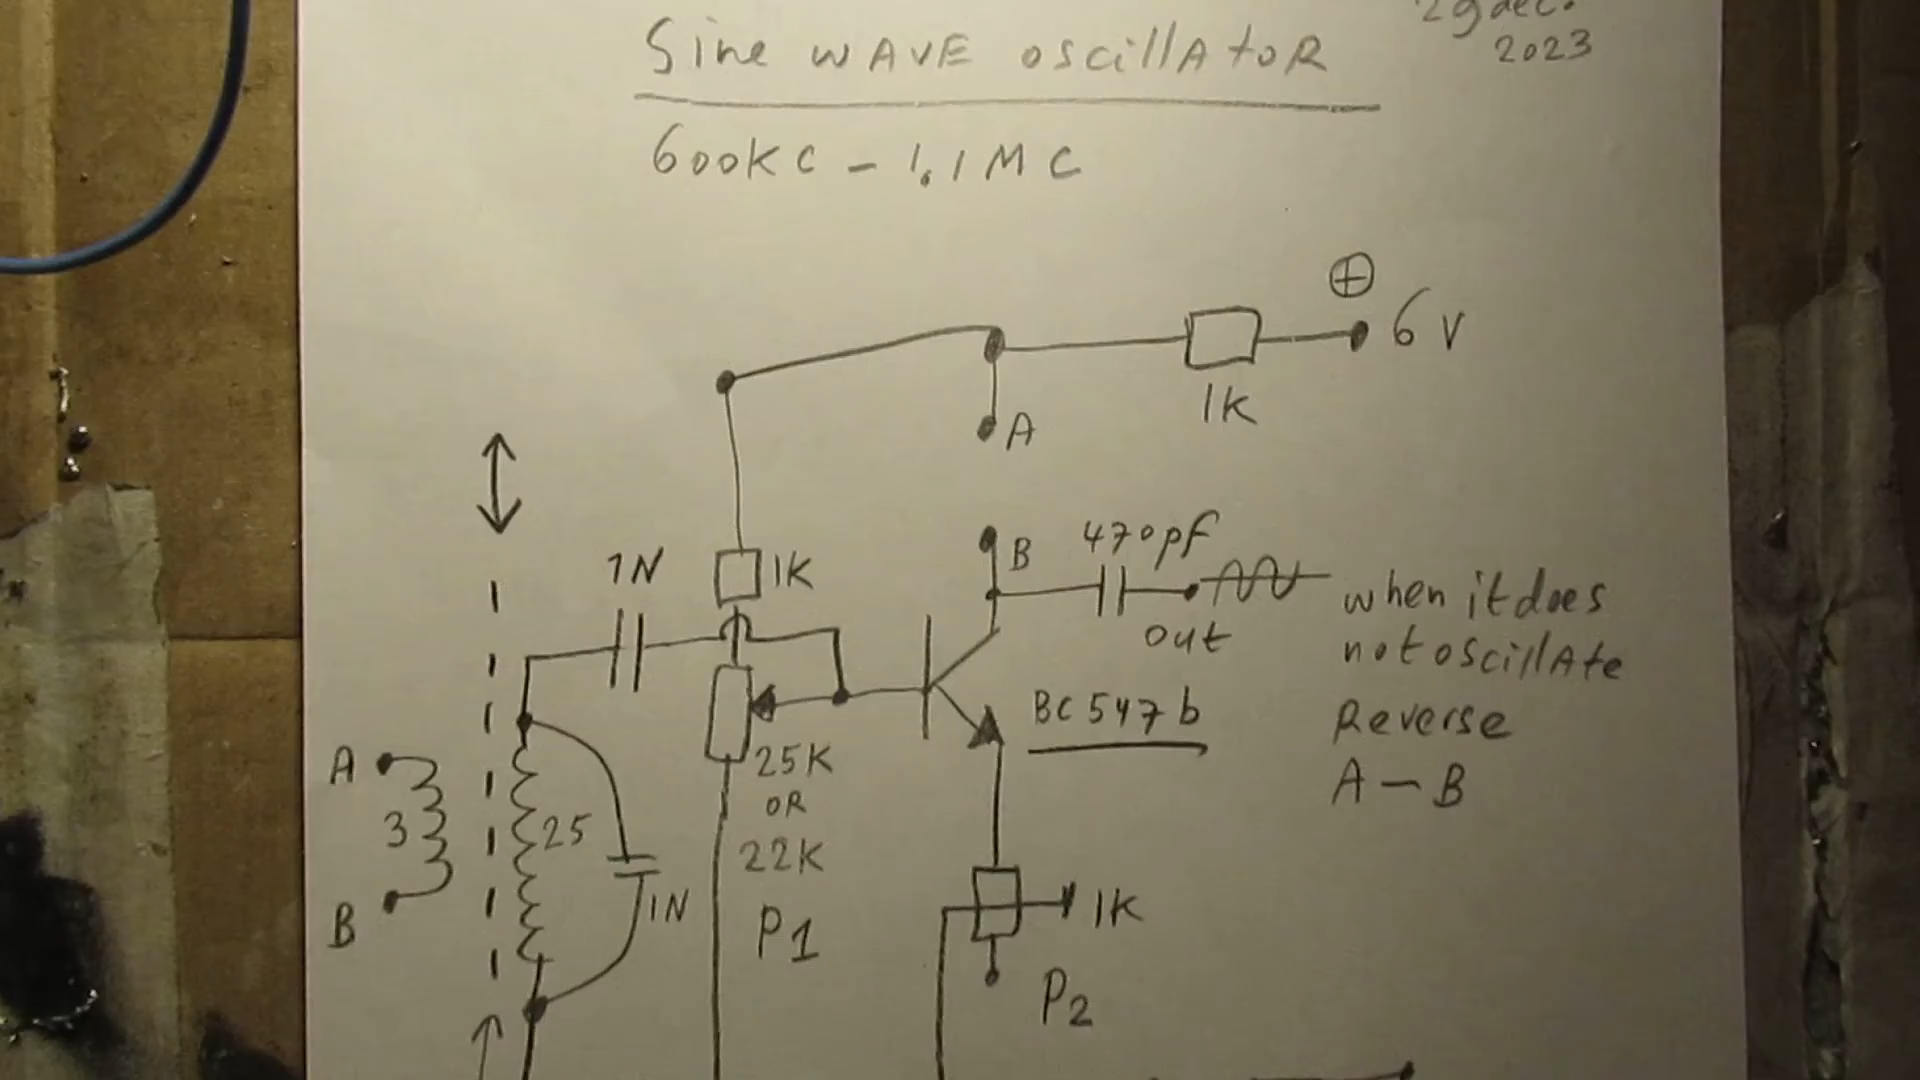 29 dec.
2023
Sine WAVE oscillAtoR
600KC - 1.1MC
6V
1K
A
B
470pf
out
1N
1K
when it does
not oscillAte
Reverse
A - B
BC547b
25K
OR
22K
P1
A
3
B
25
1N
1K
P2